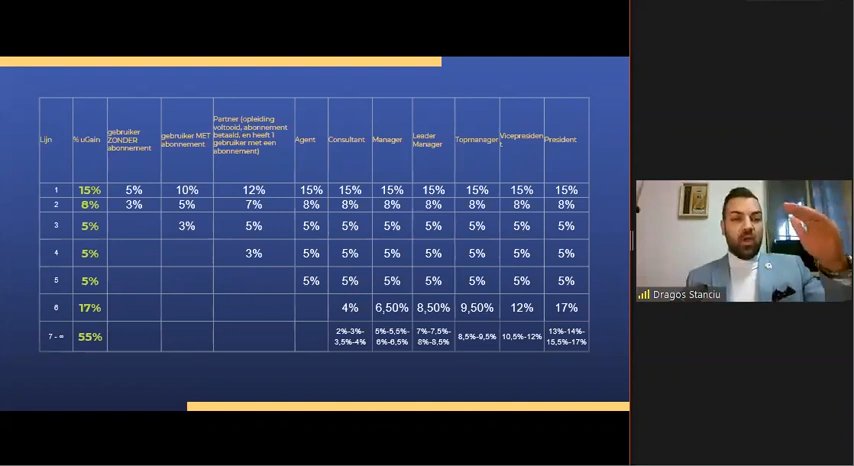 Lijn % uGain gebruiker ZONDER abonnement gebruiker MET abonnement Partner (opleiding voltooid, abonnement betaald, en heeft 1 gebruiker met een abonnement) Agent Consultant Manager Leader Manager Topmanager Vicepresident President
1 15% 5% 10% 12% 15% 15% 15% 15% 15% 15% 15%
2 8% 3% 5% 7% 8% 8% 8% 8% 8% 8% 8%
3 5% 3% 5% 5% 5% 5% 5% 5% 5% 5%
4 5% 3% 5% 5% 5% 5% 5% 5% 5%
5 5% 5% 5% 5% 5% 5% 5% 5%
6 17% 4% 6,50% 8,50% 9,50% 12% 17%
7 - ∞ 55% 2%-3%-3,5%-4% 5%-5,5%-6%-6,5% 7%-7,5%-8%-8,5% 8,5%-9,5% 10,5%-12% 13%-14%-15,5%-17%
Dragos Stanciu